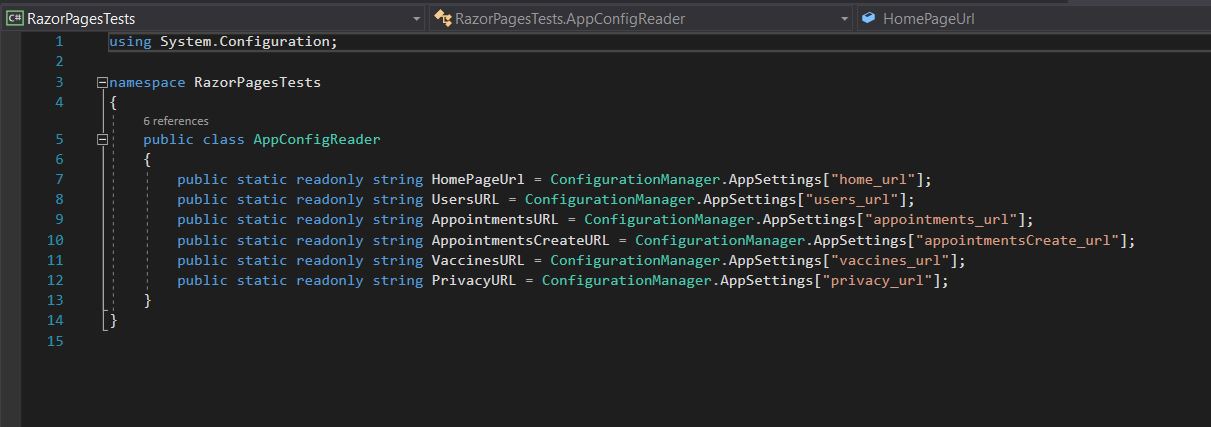 C# RazorPagesTests RazorPagesTests.AppConfigReader HomePageUrl
1 using System.Configuration;
2
3 namespace RazorPagesTests
4 {
6 references
5 public class AppConfigReader
6 {
7 public static readonly string HomePageUrl = ConfigurationManager.AppSettings["home_url"];
8 public static readonly string UsersURL = ConfigurationManager.AppSettings["users_url"];
9 public static readonly string AppointmentsURL = ConfigurationManager.AppSettings["appointments_url"];
10 public static readonly string AppointmentsCreateURL = ConfigurationManager.AppSettings["appointmentsCreate_url"];
11 public static readonly string VaccinesURL = ConfigurationManager.AppSettings["vaccines_url"];
12 public static readonly string PrivacyURL = ConfigurationManager.AppSettings["privacy_url"];
13 }
14 }
15